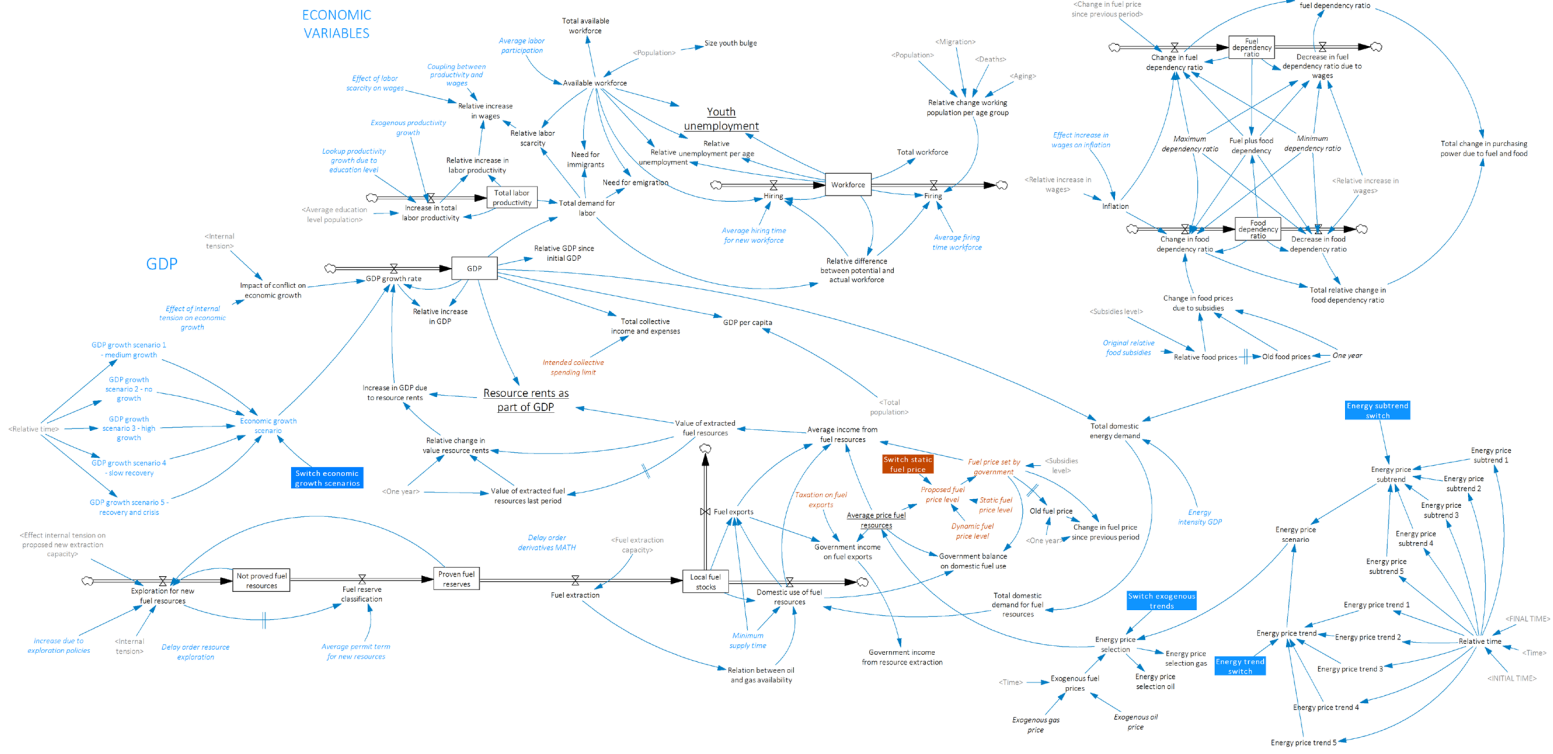 ECONOMIC
VARIABLES
Total available
workforce
Average labor
participation
<Population>
Size youth bulge
Available workforce
Coupling between
productivity and
wages
Effect of labor
scarcity on wages
Relative increase
in wages
Exogenous productivity
growth
Relative labor
scarcity
Lookup productivity
growth due to
education level
Relative increase in
labor productivity
Need for
immigrants
Need for emigration
Total labor
productivity
Increase in total
labor productivity
<Average education
level population>
Total demand for
labor
Youth
unemployment
Relative
unemployment
Relative
unemployment per age
<Migration>
<Population>
<Deaths>
<Aging>
Relative change working
population per age group
Total workforce
Workforce
Hiring
Firing
Average hiring time
for new workforce
Average firing
time workforce
Relative difference
between potential and
actual workforce
<Change in fuel price
since previous period>
fuel dependency ratio
Fuel
dependency
ratio
Change in fuel
dependency ratio
Decrease in fuel
dependency ratio due to
wages
Effect increase in
wages on inflation
Maximum
dependency ratio
Fuel plus food
dependency
Minimum
dependency ratio
Total change in purchasing
power due to fuel and food
<Relative increase in
wages>
<Relative increase in
wages>
Inflation
Food
dependency
ratio
Change in food
dependency ratio
Decrease in food
dependency ratio
Total relative change in
food dependency ratio
Change in food prices
due to subsidies
<Subsidies level>
Original relative
food subsidies
Relative food prices
Old food prices
One year
GDP
<Internal
tension>
Impact of conflict on
economic growth
Effect of internal
tension on economic
growth
GDP growth rate
GDP
Relative GDP since
initial GDP
Relative increase
in GDP
Total collective
income and expenses
GDP per capita
Intended collective
spending limit
GDP growth scenario 1
- medium growth
GDP growth
scenario 2 - no
growth
GDP growth
scenario 3 - high
growth
GDP growth scenario 4
- slow recovery
GDP growth scenario 5 -
recovery and crisis
<Relative time>
Economic growth
scenario
Switch economic
growth scenarios
Increase in GDP due
to resource rents
Resource rents as
part of GDP
Relative change in
value resource rents
<One year>
Value of extracted fuel
resources last period
Value of extracted
fuel resources
<Total
population>
Average income from
fuel resources
Total domestic
energy demand
Switch static
fuel price
Fuel price set by
government
<Subsidies
level>
Proposed fuel
price level
Static fuel
price level
Dynamic fuel
price level
Taxation on fuel
exports
Average price fuel
resources
Old fuel price
<One year>
Change in fuel price
since previous period
Energy
intensity GDP
Fuel exports
Government income
on fuel exports
Government balance
on domestic fuel use
<Effect internal tension on
proposed new extraction
capacity>
Delay order
derivatives MATH
<Fuel extraction
capacity>
Not proved fuel
resources
Proven fuel
reserves
Local fuel
stocks
Exploration for new
fuel resources
Fuel reserve
classification
Fuel extraction
Domestic use of fuel
resources
Total domestic
demand for fuel
resources
Increase due to
exploration policies
<Internal
tension>
Delay order resource
exploration
Average permit term
for new resources
Minimum
supply time
Relation between oil
and gas availability
Government income
from resource extraction
Energy subtrend
switch
Energy price
subtrend
Energy price
subtrend 1
Energy price
subtrend 2
Energy price
subtrend 3
Energy price
subtrend 4
Energy price
subtrend 5
Energy price
scenario
Switch exogenous
trends
Energy price
selection
Energy price
selection gas
Energy price
selection oil
<Time>
Exogenous fuel
prices
Exogenous gas
price
Exogenous oil
price
Energy price trend
Energy trend
switch
Energy price trend 1
Energy price trend 2
Energy price trend 3
Energy price trend 4
Energy price trend 5
Relative time
<FINAL TIME>
<Time>
<INITIAL TIME>